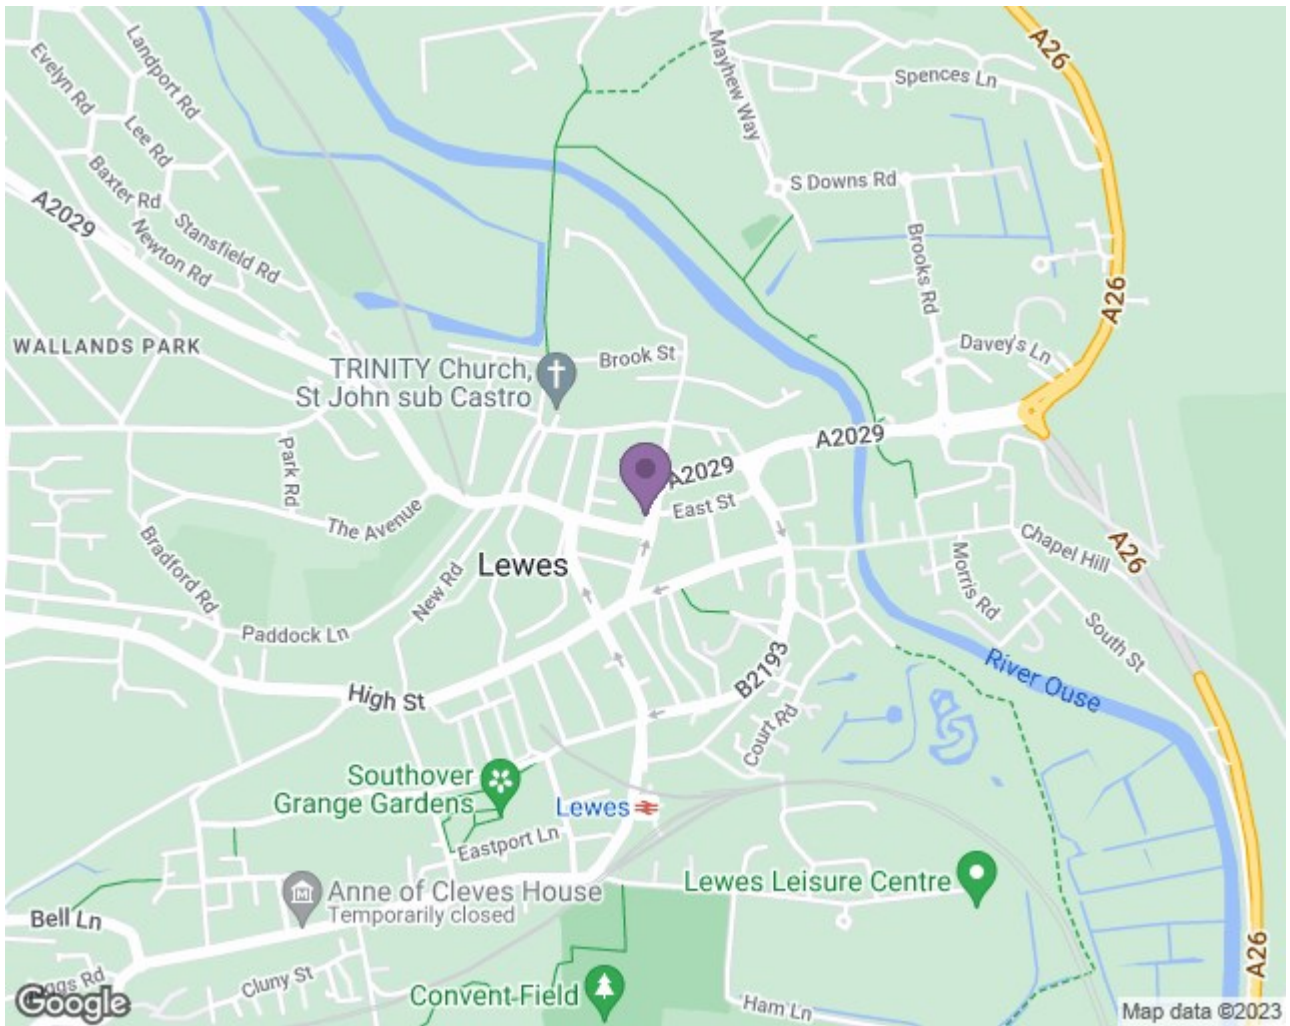 A26
Landport Rd
Evelyn Rd
Mayhew Way
Spences Ln
Lee Rd
Baxter Rd
S Downs Rd
A2029
Stansfield Rd
Newton Rd
Brooks Rd
A26
WALLANDS PARK
Davey's Ln
Brook St
TRINITY Church,
St John sub Castro
A2029
Park Rd
A2029
East St
The Avenue
Chapel Hill
A26
Bradford Rd
Lewes
New Rd
Morris Rd
Paddock Ln
South St
B2193
River Ouse
High St
Court Rd
Southover
Grange Gardens
Lewes
Eastport Ln
Lewes Leisure Centre
Anne of Cleves House
Temporarily closed
Bell Ln
A26
Cluny St
Convent Field
Ham Ln
Google
Map data ©2023